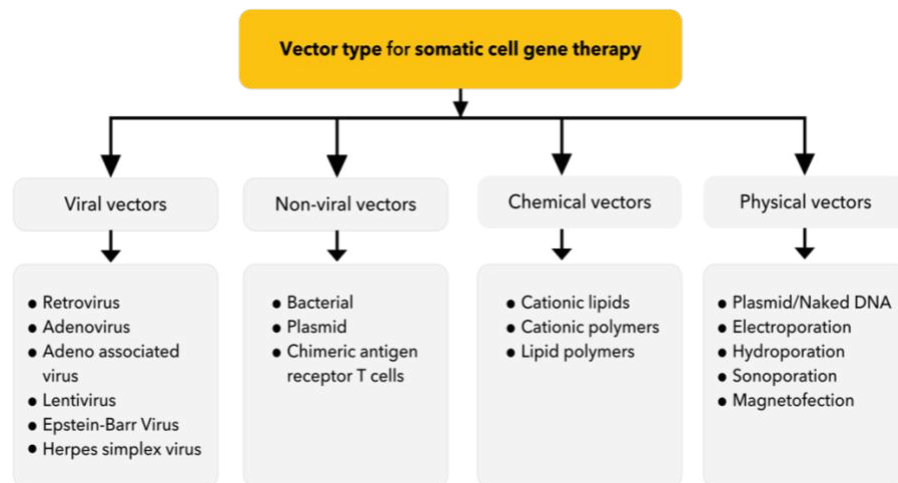 Vector type for somatic cell gene therapy
Viral vectors
● Retrovirus
● Adenovirus
● Adeno associated
virus
● Lentivirus
● Epstein-Barr Virus
● Herpes simplex virus
Non-viral vectors
● Bacterial
● Plasmid
● Chimeric antigen
receptor T cells
Chemical vectors
● Cationic lipids
● Cationic polymers
● Lipid polymers
Physical vectors
● Plasmid/Naked DNA
● Electroporation
● Hydroporation
● Sonoporation
● Magnetofection